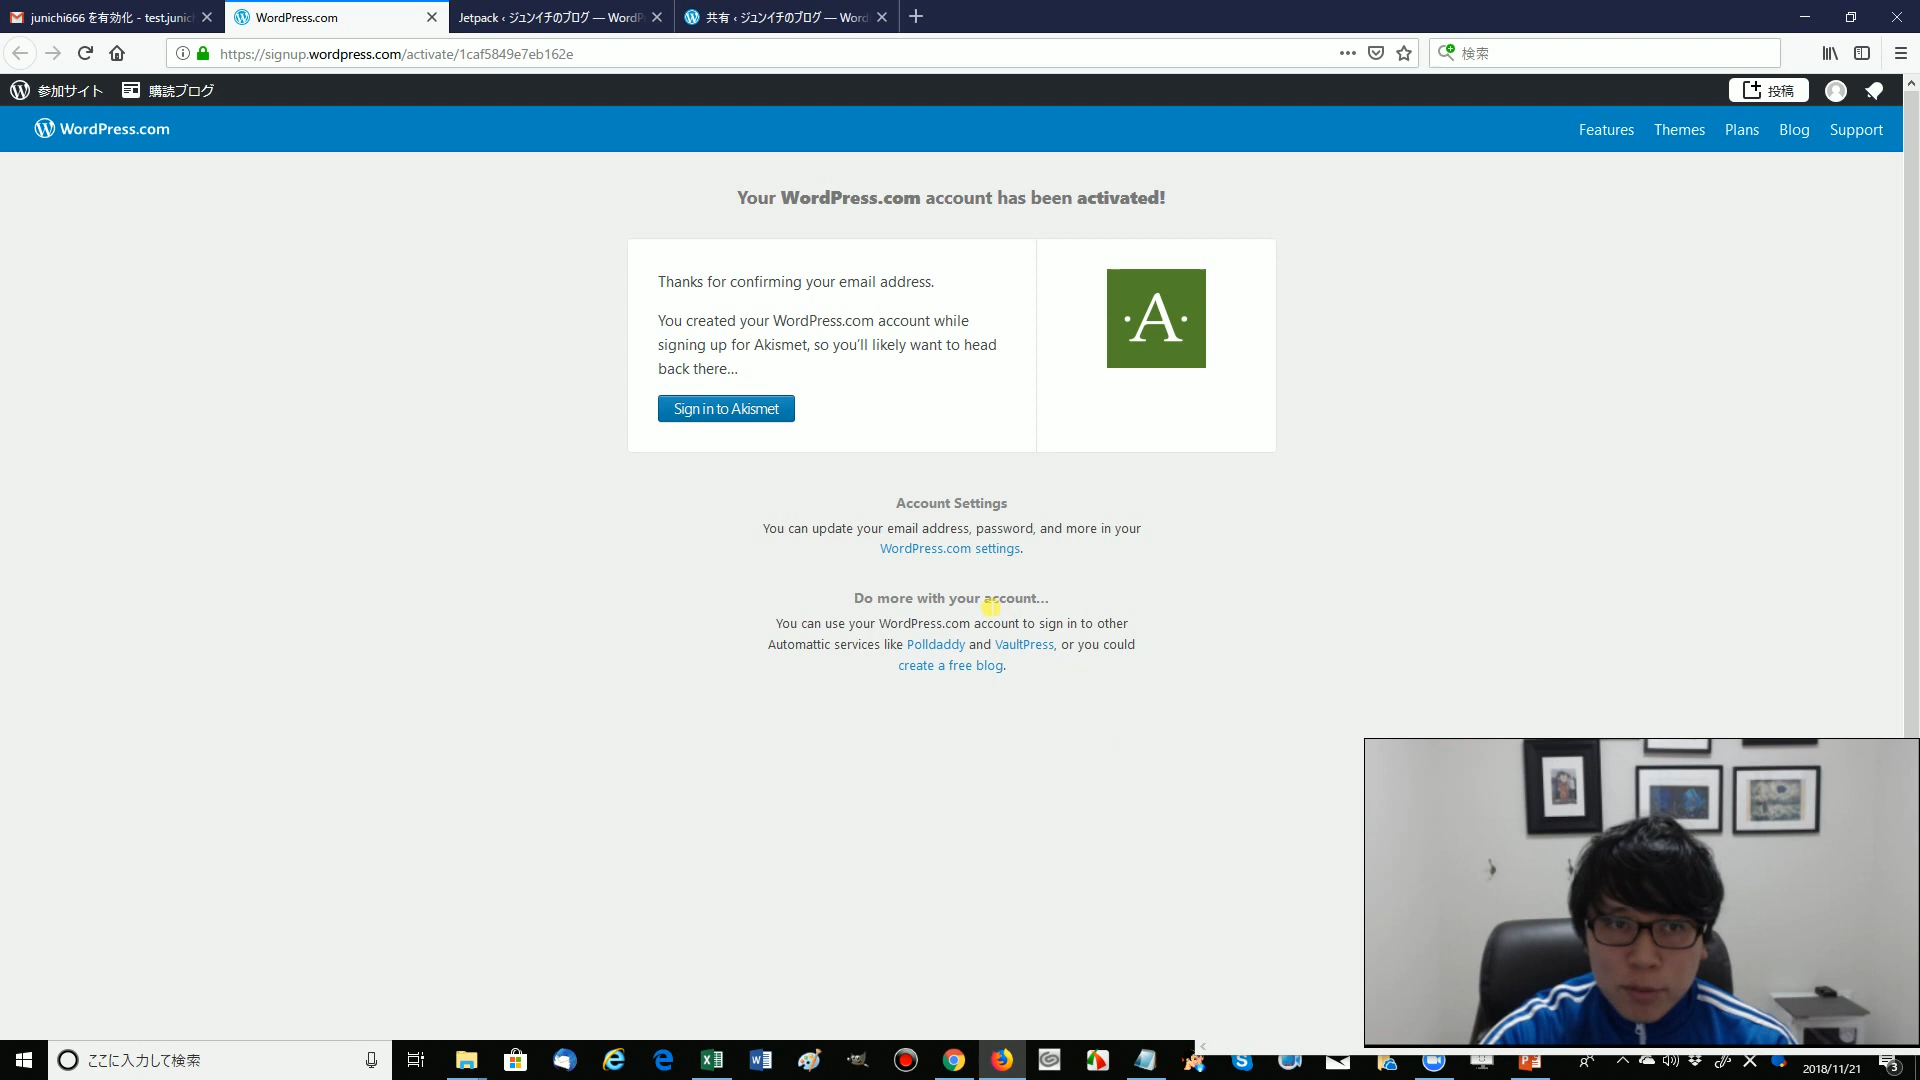 junichi666 を有効化 - test.junic
WordPress.com
Jetpack ‹ ジュンイチのブログ — WordP
共有 ‹ ジュンイチのブログ — Word
https://signup.wordpress.com/activate/1caf5849e7eb162e
検索
参加サイト
購読ブログ
投稿
WordPress.com
Features
Themes
Plans
Blog
Support
Your WordPress.com account has been activated!
Thanks for confirming your email address.
You created your WordPress.com account while
signing up for Akismet, so you'll likely want to head
back there...
Sign in to Akismet
·A·
Account Settings
You can update your email address, password, and more in your
WordPress.com settings.
Do more with your account...
You can use your WordPress.com account to sign in to other
Automattic services like Polldaddy and VaultPress, or you could
create a free blog.
ここに入力して検索
2018/11/21
3